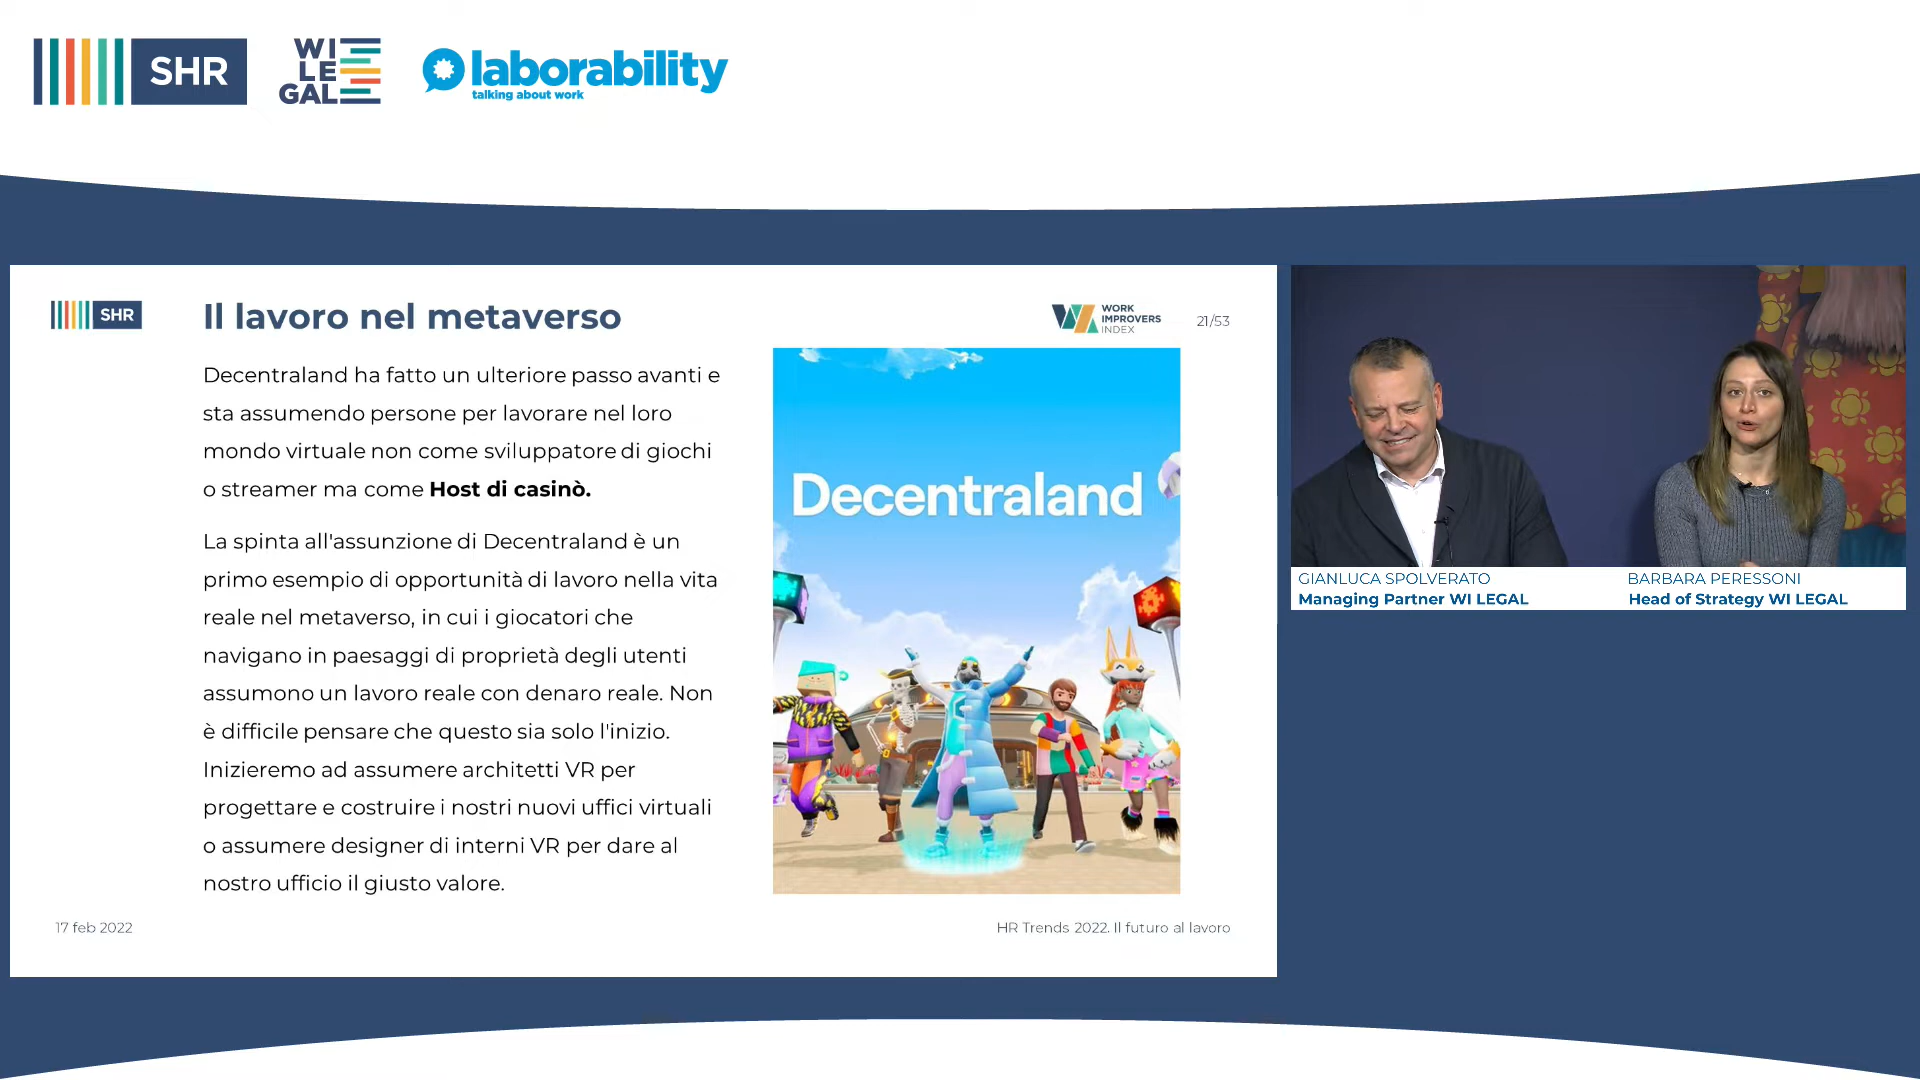 SHR
WI
LE
GAL
laborability
talking about work
SHR
Il lavoro nel metaverso
WORK
IMPROVERS
INDEX
21/53
Decentraland ha fatto un ulteriore passo avanti e
sta assumendo persone per lavorare nel loro
mondo virtuale non come sviluppatore di giochi
o streamer ma come Host di casinò.
La spinta all'assunzione di Decentraland è un
primo esempio di opportunità di lavoro nella vita
reale nel metaverso, in cui i giocatori che
navigano in paesaggi di proprietà degli utenti
assumono un lavoro reale con denaro reale. Non
è difficile pensare che questo sia solo l'inizio.
Inizieremo ad assumere architetti VR per
progettare e costruire i nostri nuovi uffici virtuali
o assumere designer di interni VR per dare al
nostro ufficio il giusto valore.
Decentraland
17 feb 2022
HR Trends 2022. Il futuro al lavoro
GIANLUCA SPOLVERATO
Managing Partner WI LEGAL
BARBARA PERESSONI
Head of Strategy WI LEGAL